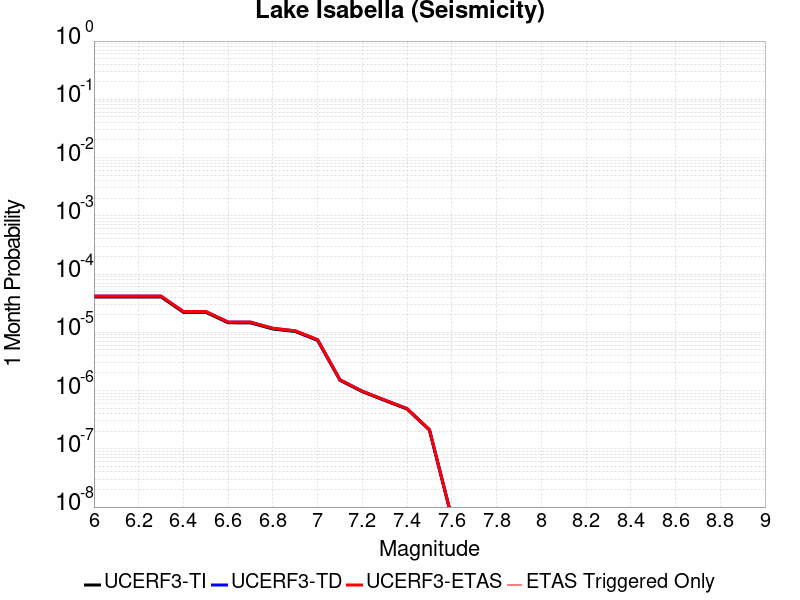 Lake Isabella (Seismicity)
10^0
10^-1
10^-2
10^-3
10^-4
10^-5
10^-6
10^-7
10^-8
1 Month Probability
6 6.2 6.4 6.6 6.8 7 7.2 7.4 7.6 7.8 8 8.2 8.4 8.6 8.8 9
Magnitude
UCERF3-TI UCERF3-TD UCERF3-ETAS ETAS Triggered Only